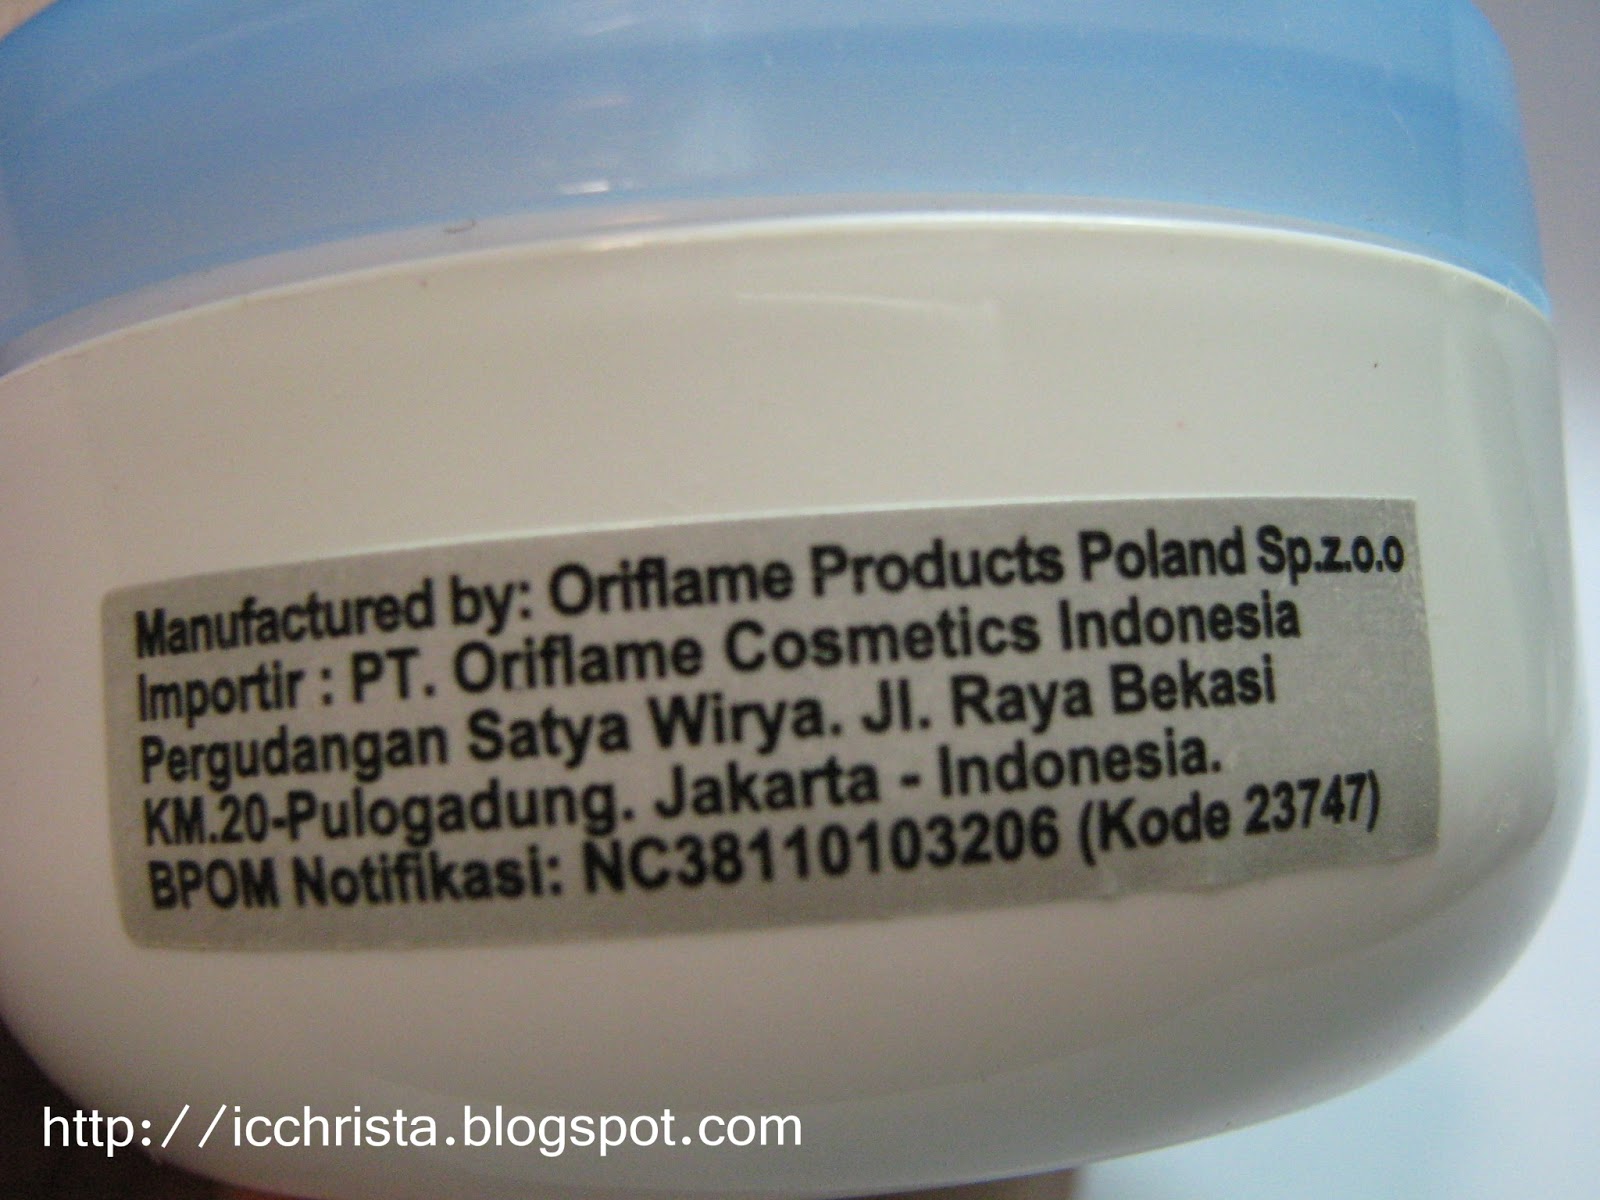 Manufactured by: Oriflame Products Poland Sp.z.o.o
Importir : PT. Oriflame Cosmetics Indonesia
Pergudangan Satya Wirya. Jl. Raya Bekasi
KM.20-Pulogadung. Jakarta - Indonesia.
BPOM Notifikasi: NC38110103206 (Kode 23747)
http://icchrista.blogspot.com